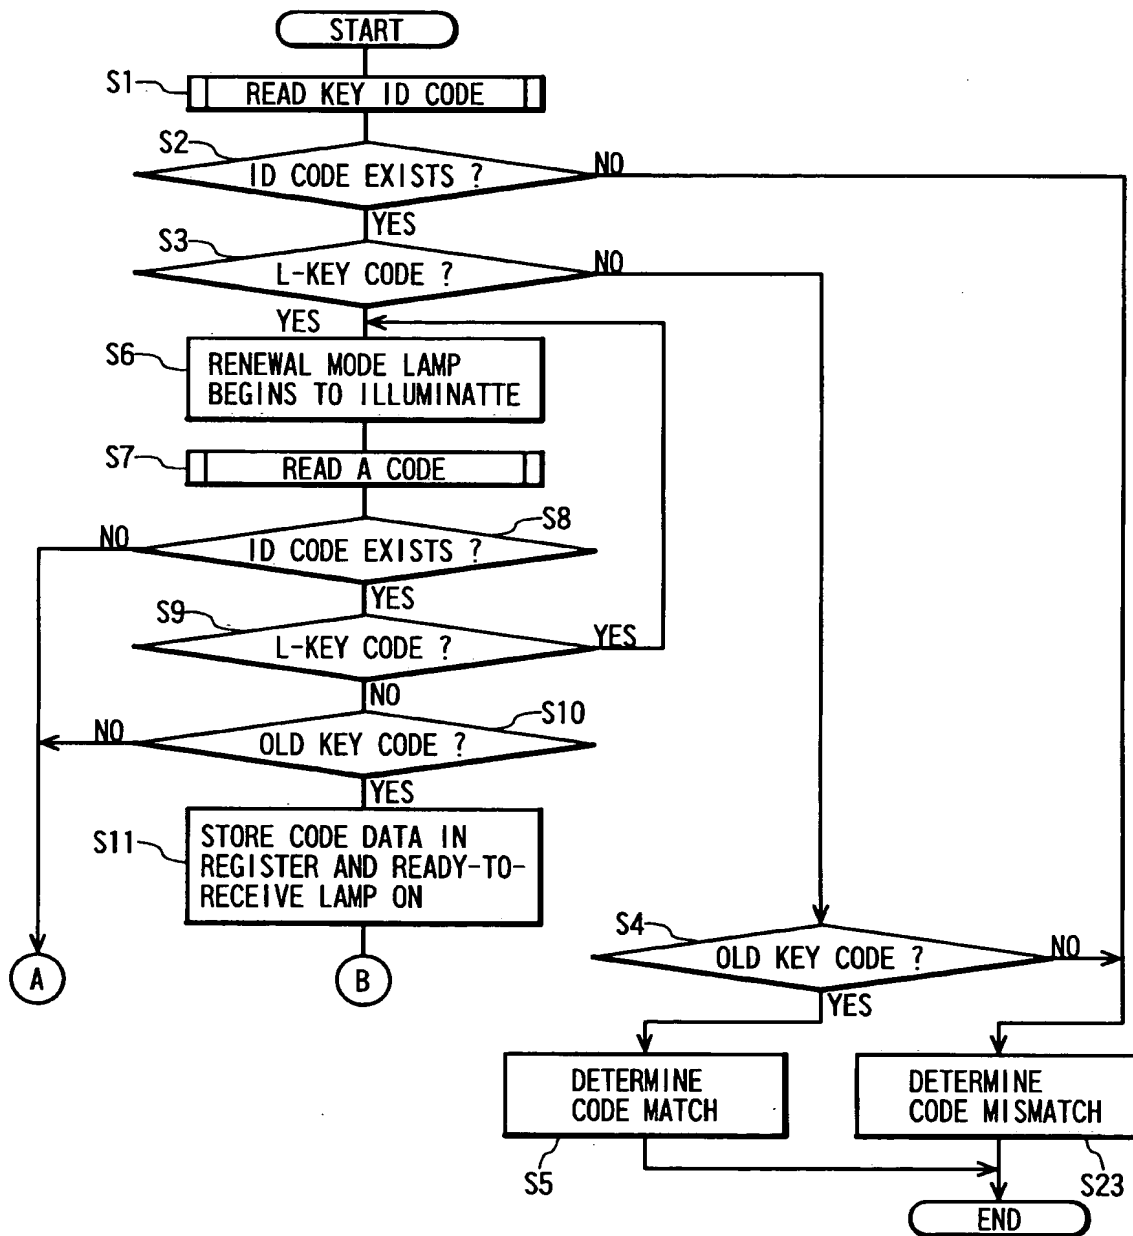 START
S1
READ KEY ID CODE
S2
ID CODE EXISTS ?
NO
YES
S3
L-KEY CODE ?
NO
YES
S6
RENEWAL MODE LAMP
BEGINS TO ILLUMINATTE
S7
READ A CODE
S8
NO
ID CODE EXISTS ?
YES
S9
L-KEY CODE ?
YES
NO
S10
NO
OLD KEY CODE ?
YES
S11
STORE CODE DATA IN
REGISTER AND READY-TO-
RECEIVE LAMP ON
S4
OLD KEY CODE ?
NO
YES
A
B
DETERMINE
CODE MATCH
DETERMINE
CODE MISMATCH
S5
S23
END